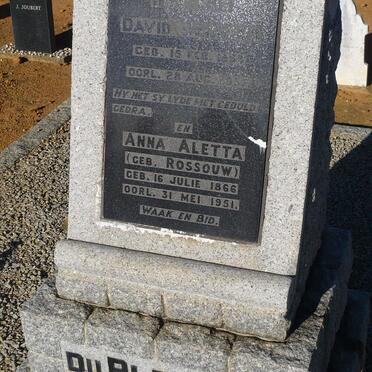 J. JOUBERT
DAVID
GEB. 15
OORL. 28 AUG.
HY HET SY LYDE MET GEDULD
GEDRA.
EN
ANNA ALETTA
(GEB. ROSSOUW)
GEB. 16 JULIE 1866
OORL. 31 MEI 1951.
WAAK EN BID.
DU